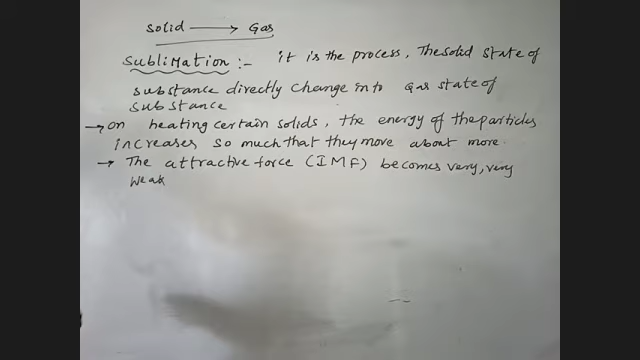 solid ⟶ Gas
Sublimation :- it is the process, The solid state of
substance directly change into Gas state of
substance
→ on heating certain solids, the energy of the particles
increases so much that they move about more.
→ The attractive force (IMF) becomes very, very
weak